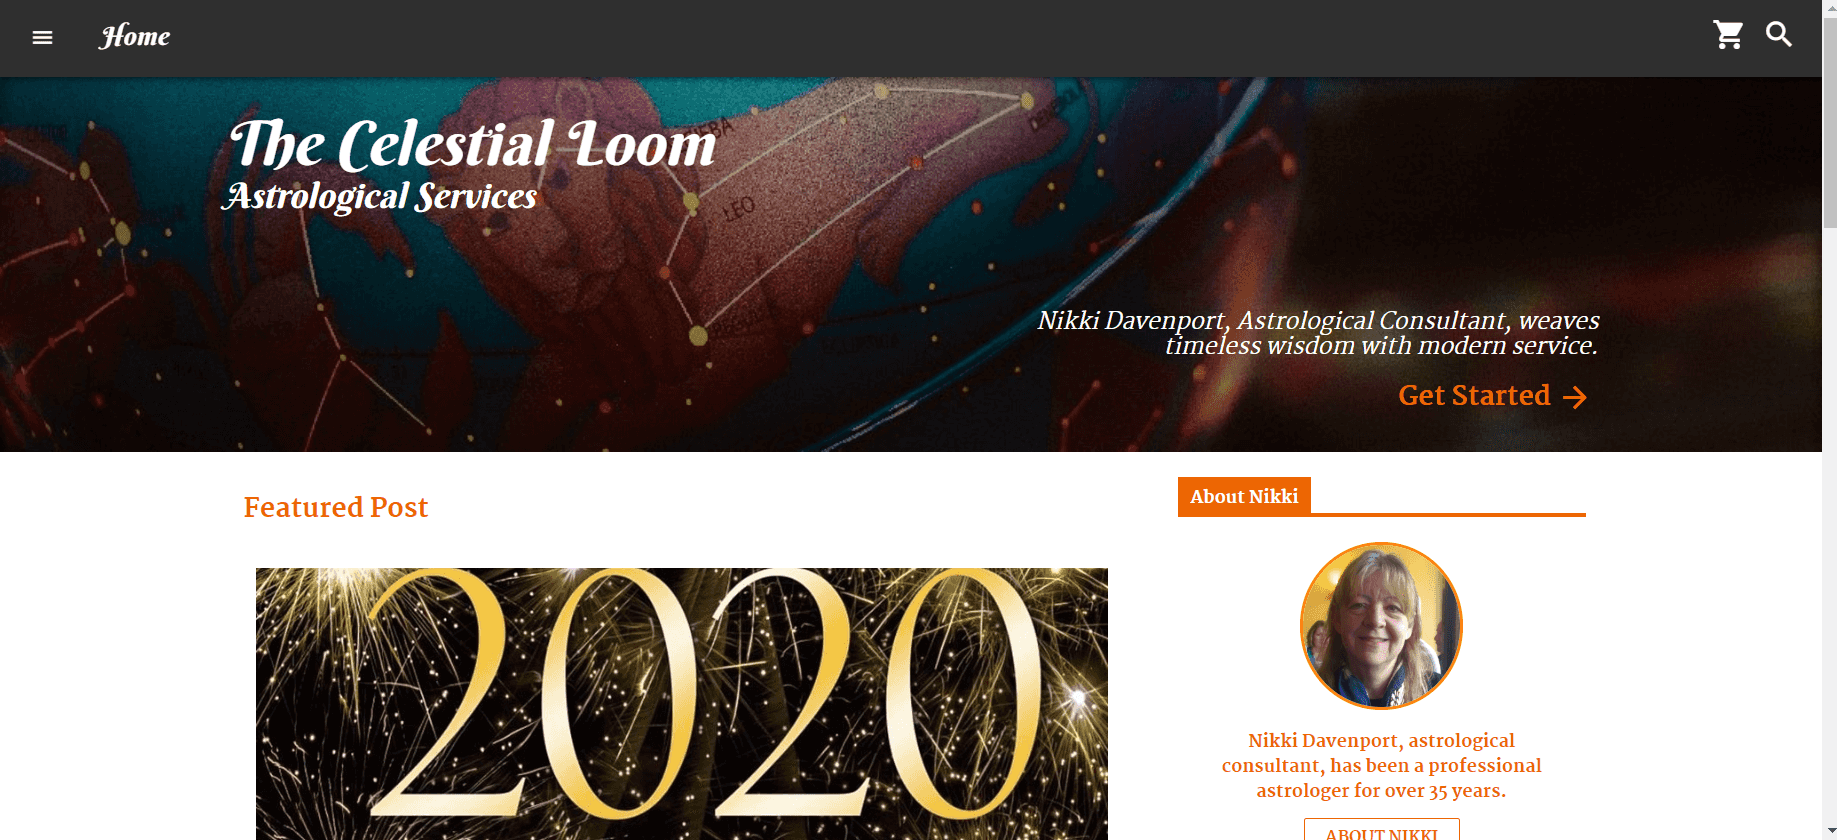 Home
The Celestial Loom
Astrological Services
LEO
Nikki Davenport, Astrological Consultant, weaves
timeless wisdom with modern service.
Get Started
Featured Post
2020
About Nikki
Nikki Davenport, astrological
consultant, has been a professional
astrologer for over 35 years.
ABOUT NIKKI